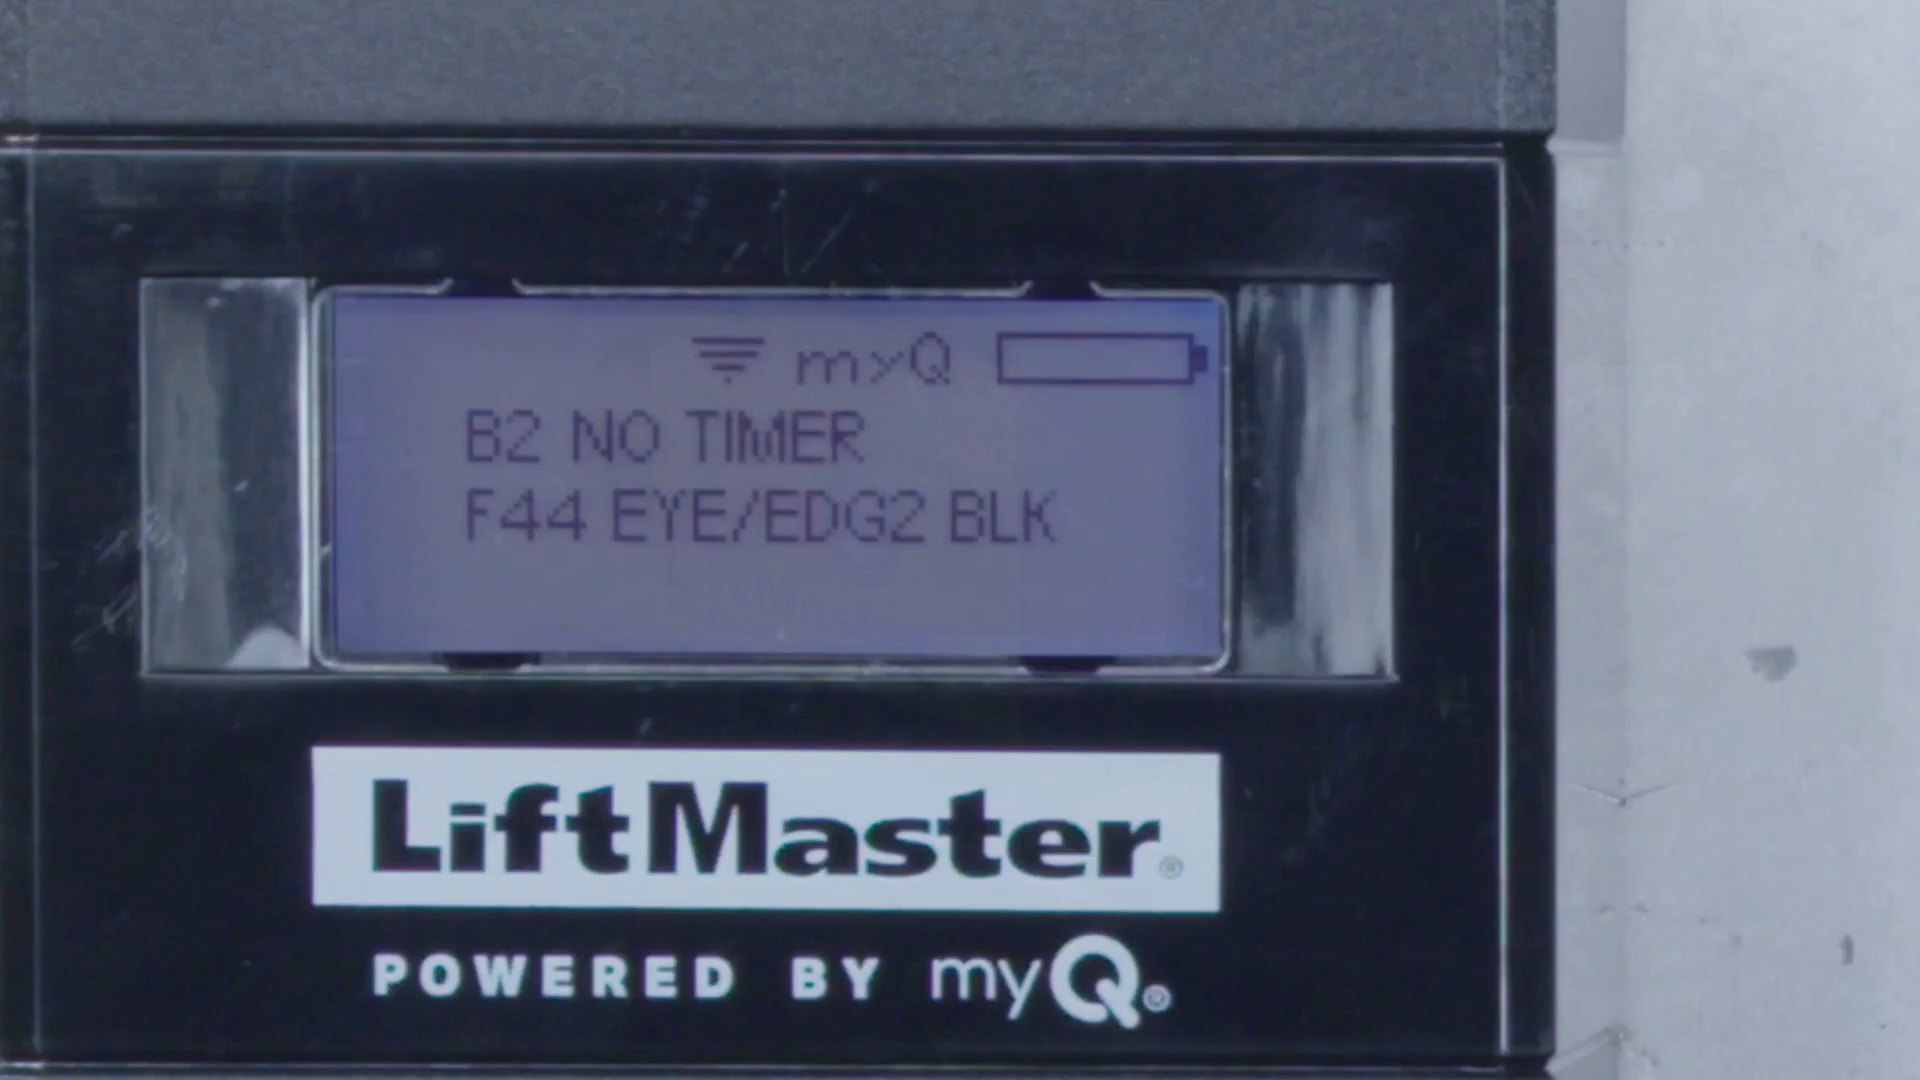 myQ
B2 NO TIMER
F44 EYE/EDG2 BLK
LiftMaster®
POWERED BY myQ®